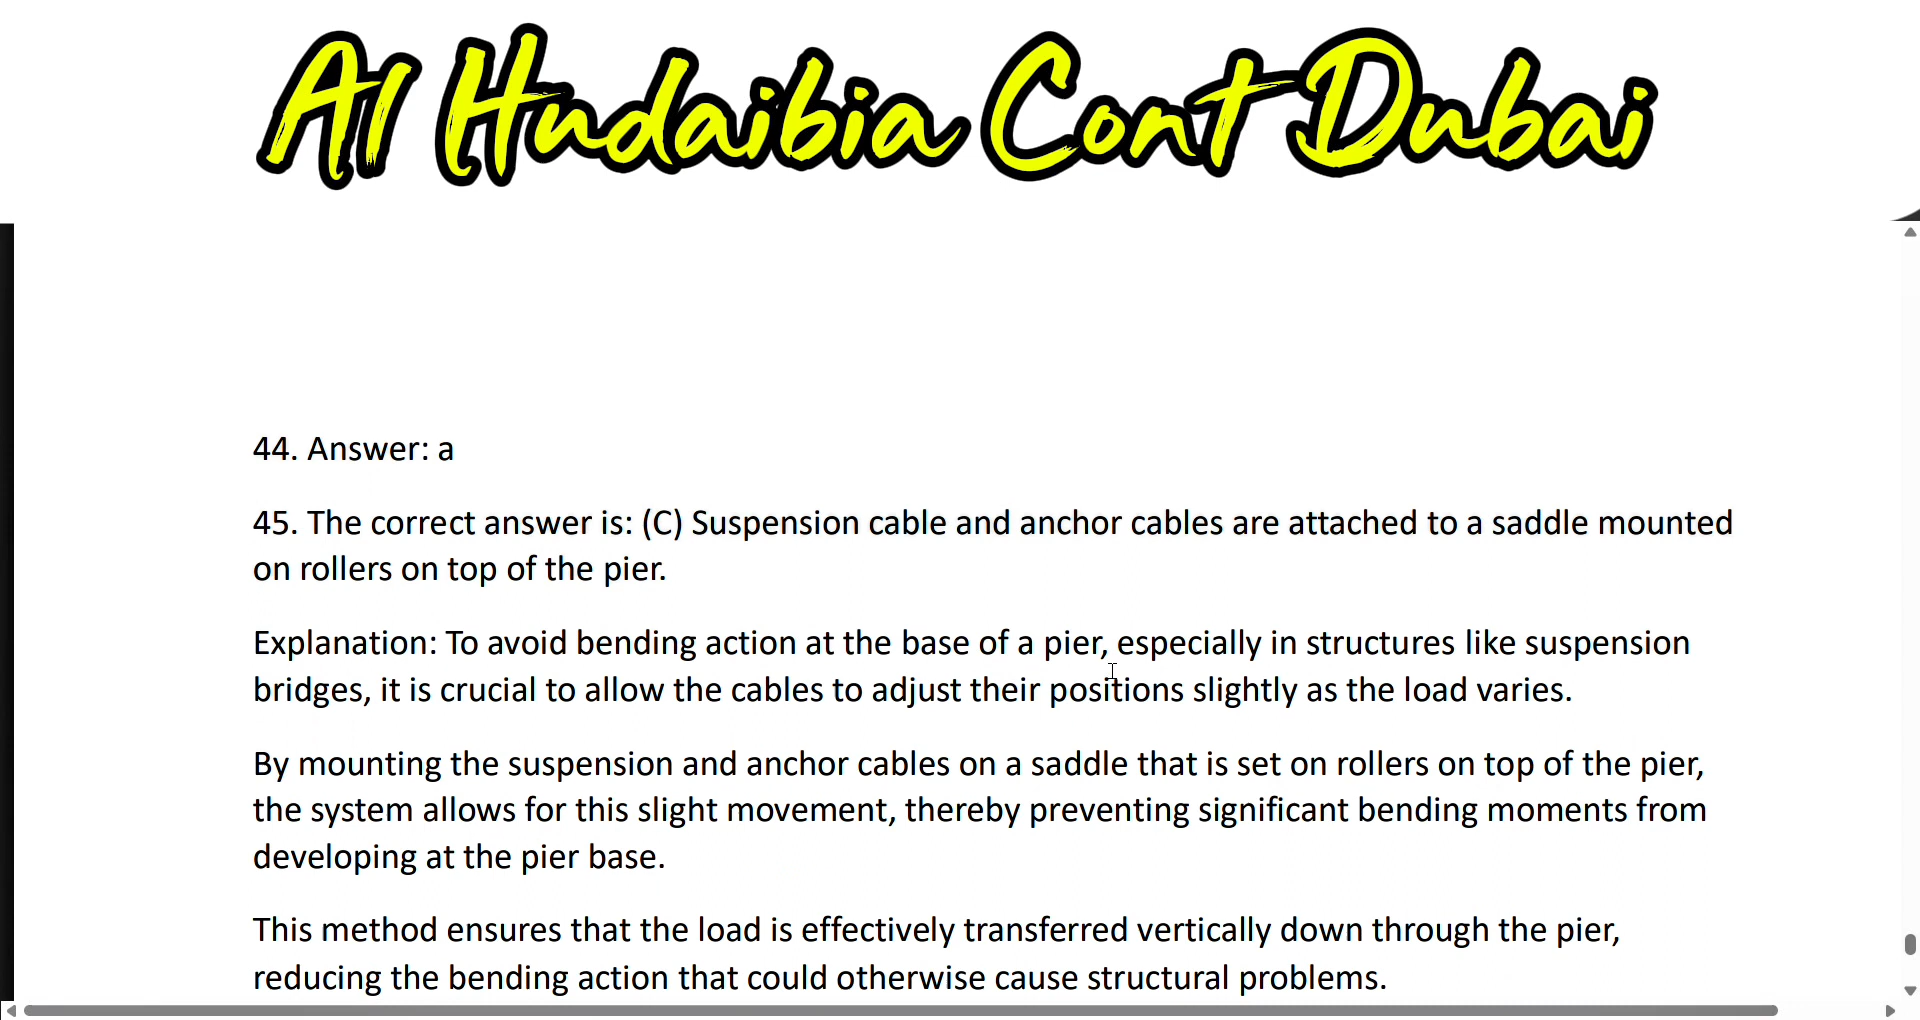 Al Hudaibia Cont Dubai
44. Answer: a
45. The correct answer is: (C) Suspension cable and anchor cables are attached to a saddle mounted
on rollers on top of the pier.
Explanation: To avoid bending action at the base of a pier, especially in structures like suspension
bridges, it is crucial to allow the cables to adjust their positions slightly as the load varies.
By mounting the suspension and anchor cables on a saddle that is set on rollers on top of the pier,
the system allows for this slight movement, thereby preventing significant bending moments from
developing at the pier base.
This method ensures that the load is effectively transferred vertically down through the pier,
reducing the bending action that could otherwise cause structural problems.